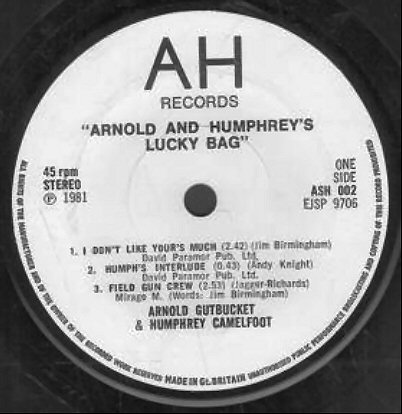 AH
RECORDS
"ARNOLD AND HUMPHREY'S
LUCKY BAG"
45 rpm
STEREO
Ⓟ 1981
ONE
SIDE
ASH 002
EJSP 9706
1. I DON'T LIKE YOUR'S MUCH (2.42) (Jim Birmingham)
David Paramor Pub. Ltd.
2. HUMPH'S INTERLUDE (0.43) (Andy Knight)
David Paramor Pub. Ltd.
3. FIELD GUN CREW (2.53) (Jagger-Richards)
Mirage M. (Words: Jim Birmingham)
ARNOLD GUTBUCKET
& HUMPHREY CAMELFOOT
ALL RIGHTS OF THE MANUFACTURER AND OF THE OWNER OF THE RECORDED WORK RESERVED MADE IN Gt. BRITAIN UNAUTHORISED PUBLIC PERFORMANCE BROADCASTING AND COPYING OF THIS RECORD PROHIBITED